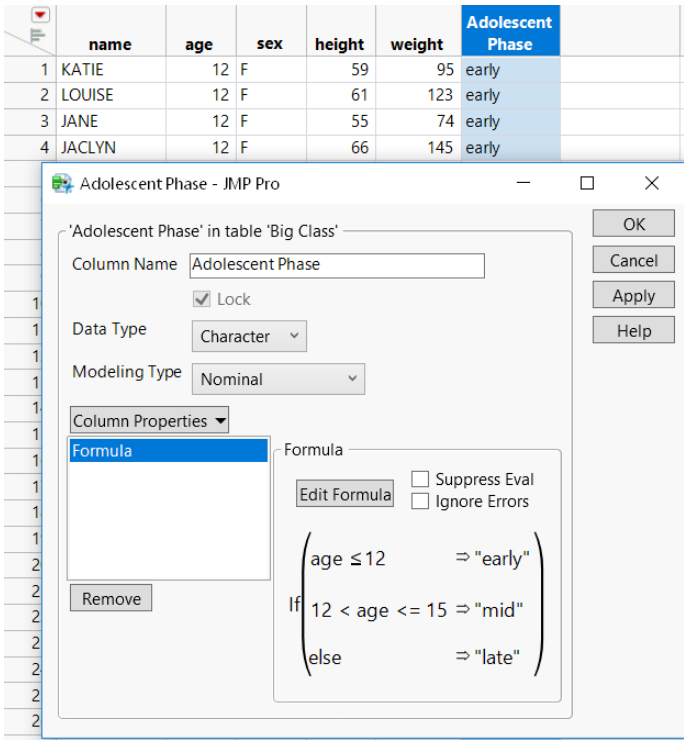 Adolescent
name age sex height weight Phase
1 KATIE 12 F 59 95 early
2 LOUISE 12 F 61 123 early
3 JANE 12 F 55 74 early
4 JACLYN 12 F 66 145 early
Adolescent Phase - JMP Pro
'Adolescent Phase' in table 'Big Class'
OK
Column Name Adolescent Phase
Cancel
Lock
Apply
Data Type Character
Help
Modeling Type Nominal
Column Properties
Formula
Formula
Edit Formula
Suppress Eval
Ignore Errors
If
age ≤12 ⇒ "early"
12 < age <= 15 ⇒ "mid"
else ⇒ "late"
Remove